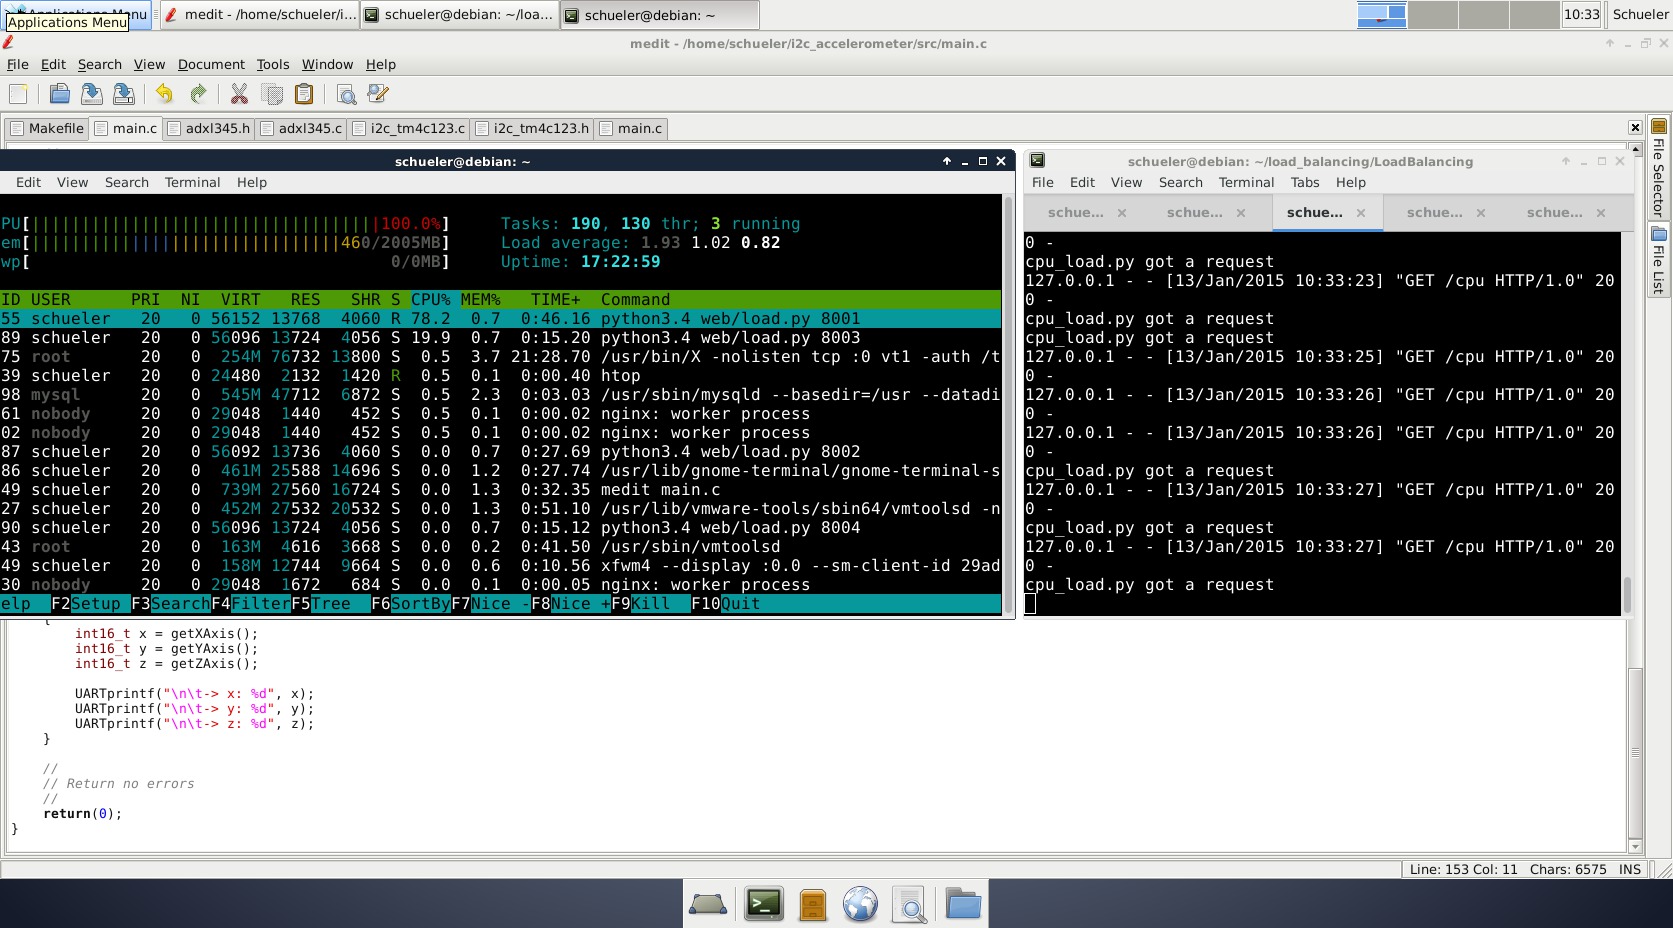 Applications Menu
medit - /home/schueler/i...
schueler@debian: ~/loa...
schueler@debian: ~
10:33
Schueler
Applications Menu
medit - /home/schueler/i2c_accelerometer/src/main.c
File Edit Search View Document Tools Window Help
Makefile main.c adxl345.h adxl345.c i2c_tm4c123.c i2c_tm4c123.h main.c
File Selector
File List
schueler@debian: ~
Edit View Search Terminal Help
PU[||||||||||||||||||||||||||||||||||100.0%] Tasks: 190, 130 thr; 3 running
em[|||||||||||||||||||||||||||||||460/2005MB] Load average: 1.93 1.02 0.82
wp[ 0/0MB] Uptime: 17:22:59
ID USER PRI NI VIRT RES SHR S CPU% MEM% TIME+ Command
55 schueler 20 0 56152 13768 4060 R 78.2 0.7 0:46.16 python3.4 web/load.py 8001
89 schueler 20 0 56096 13724 4056 S 19.9 0.7 0:15.20 python3.4 web/load.py 8003
75 root 20 0 254M 76732 13800 S 0.5 3.7 21:28.70 /usr/bin/X -nolisten tcp :0 vt1 -auth /t
39 schueler 20 0 24480 2132 1420 R 0.5 0.1 0:00.40 htop
98 mysql 20 0 545M 47712 6872 S 0.5 2.3 0:03.03 /usr/sbin/mysqld --basedir=/usr --datadi
61 nobody 20 0 29048 1440 452 S 0.5 0.1 0:00.02 nginx: worker process
02 nobody 20 0 29048 1440 452 S 0.5 0.1 0:00.02 nginx: worker process
87 schueler 20 0 56092 13736 4060 S 0.0 0.7 0:27.69 python3.4 web/load.py 8002
86 schueler 20 0 461M 25588 14696 S 0.0 1.2 0:27.74 /usr/lib/gnome-terminal/gnome-terminal-s
49 schueler 20 0 739M 27560 16724 S 0.0 1.3 0:32.35 medit main.c
27 schueler 20 0 452M 27532 20532 S 0.0 1.3 0:51.10 /usr/lib/vmware-tools/sbin64/vmtoolsd -n
90 schueler 20 0 56096 13724 4056 S 0.0 0.7 0:15.12 python3.4 web/load.py 8004
43 root 20 0 163M 4616 3668 S 0.0 0.2 0:41.50 /usr/sbin/vmtoolsd
49 schueler 20 0 158M 12744 9664 S 0.0 0.6 0:10.56 xfwm4 --display :0.0 --sm-client-id 29ad
30 nobody 20 0 29048 1672 684 S 0.0 0.1 0:00.05 nginx: worker process
elp F2Setup F3SearchF4FilterF5Tree F6SortByF7Nice -F8Nice +F9Kill F10Quit
schueler@debian: ~/load_balancing/LoadBalancing
File Edit View Search Terminal Tabs Help
schue... schue... schue... schue... schue...
0 -
cpu_load.py got a request
127.0.0.1 - - [13/Jan/2015 10:33:23] "GET /cpu HTTP/1.0" 20
0 -
cpu_load.py got a request
cpu_load.py got a request
127.0.0.1 - - [13/Jan/2015 10:33:25] "GET /cpu HTTP/1.0" 20
0 -
127.0.0.1 - - [13/Jan/2015 10:33:26] "GET /cpu HTTP/1.0" 20
0 -
127.0.0.1 - - [13/Jan/2015 10:33:26] "GET /cpu HTTP/1.0" 20
0 -
cpu_load.py got a request
127.0.0.1 - - [13/Jan/2015 10:33:27] "GET /cpu HTTP/1.0" 20
0 -
cpu_load.py got a request
127.0.0.1 - - [13/Jan/2015 10:33:27] "GET /cpu HTTP/1.0" 20
0 -
cpu_load.py got a request
{
int16_t x = getXAxis();
int16_t y = getYAxis();
int16_t z = getZAxis();
UARTprintf("\n\t-> x: %d", x);
UARTprintf("\n\t-> y: %d", y);
UARTprintf("\n\t-> z: %d", z);
}
//
// Return no errors
//
return(0);
}
Line: 153 Col: 11 Chars: 6575 INS